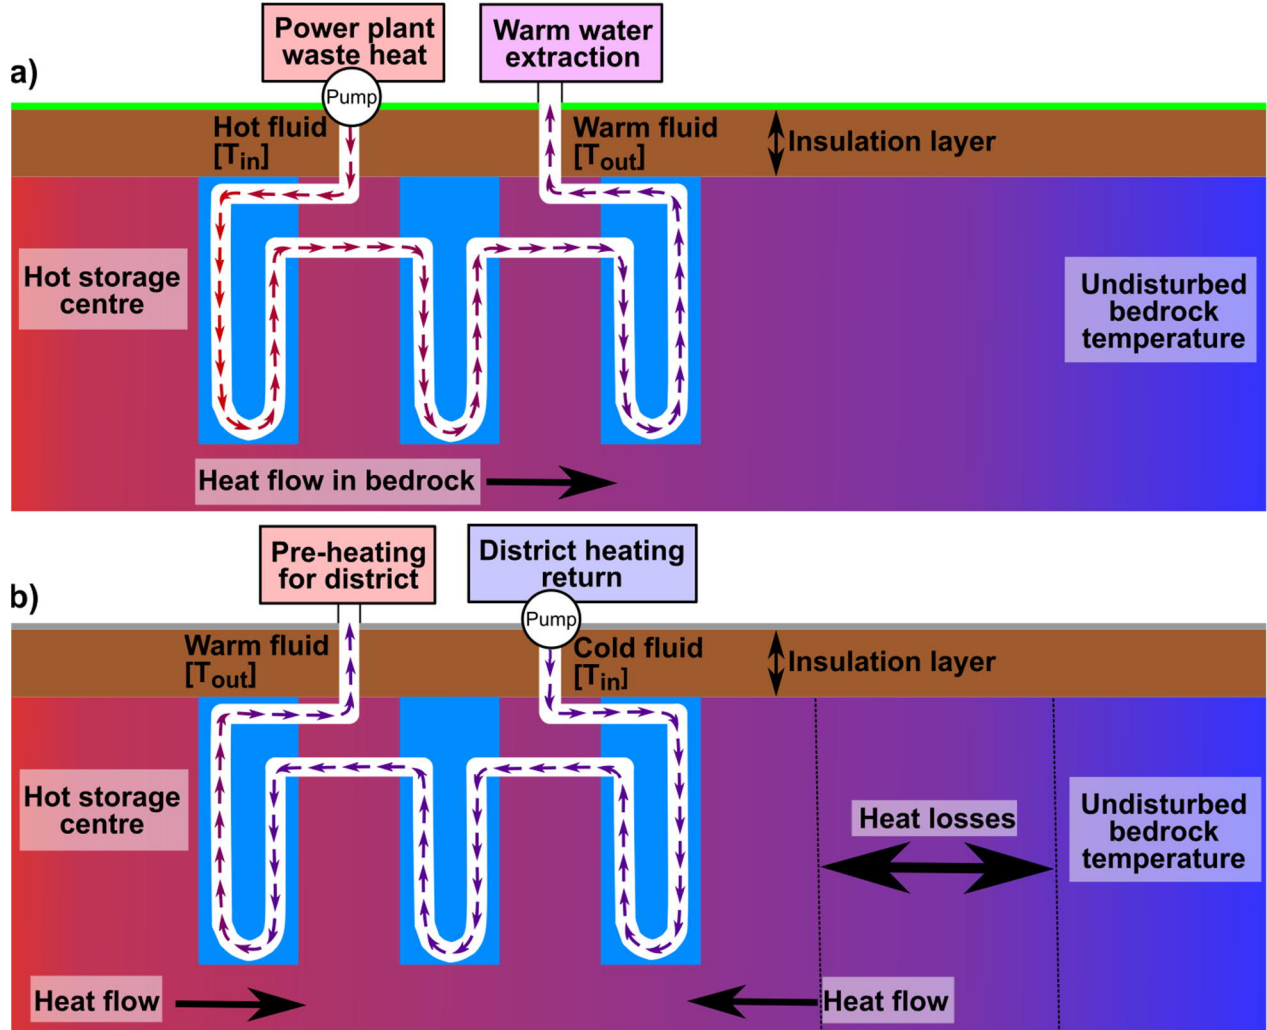 a)
Power plant
waste heat
Pump
Warm water
extraction
Hot fluid
[Tin]
Warm fluid
[Tout]
Insulation layer
Hot storage
centre
Undisturbed
bedrock
temperature
Heat flow in bedrock
b)
Pre-heating
for district
District heating
return
Pump
Warm fluid
[Tout]
Cold fluid
[Tin]
Insulation layer
Hot storage
centre
Heat losses
Undisturbed
bedrock
temperature
Heat flow
Heat flow